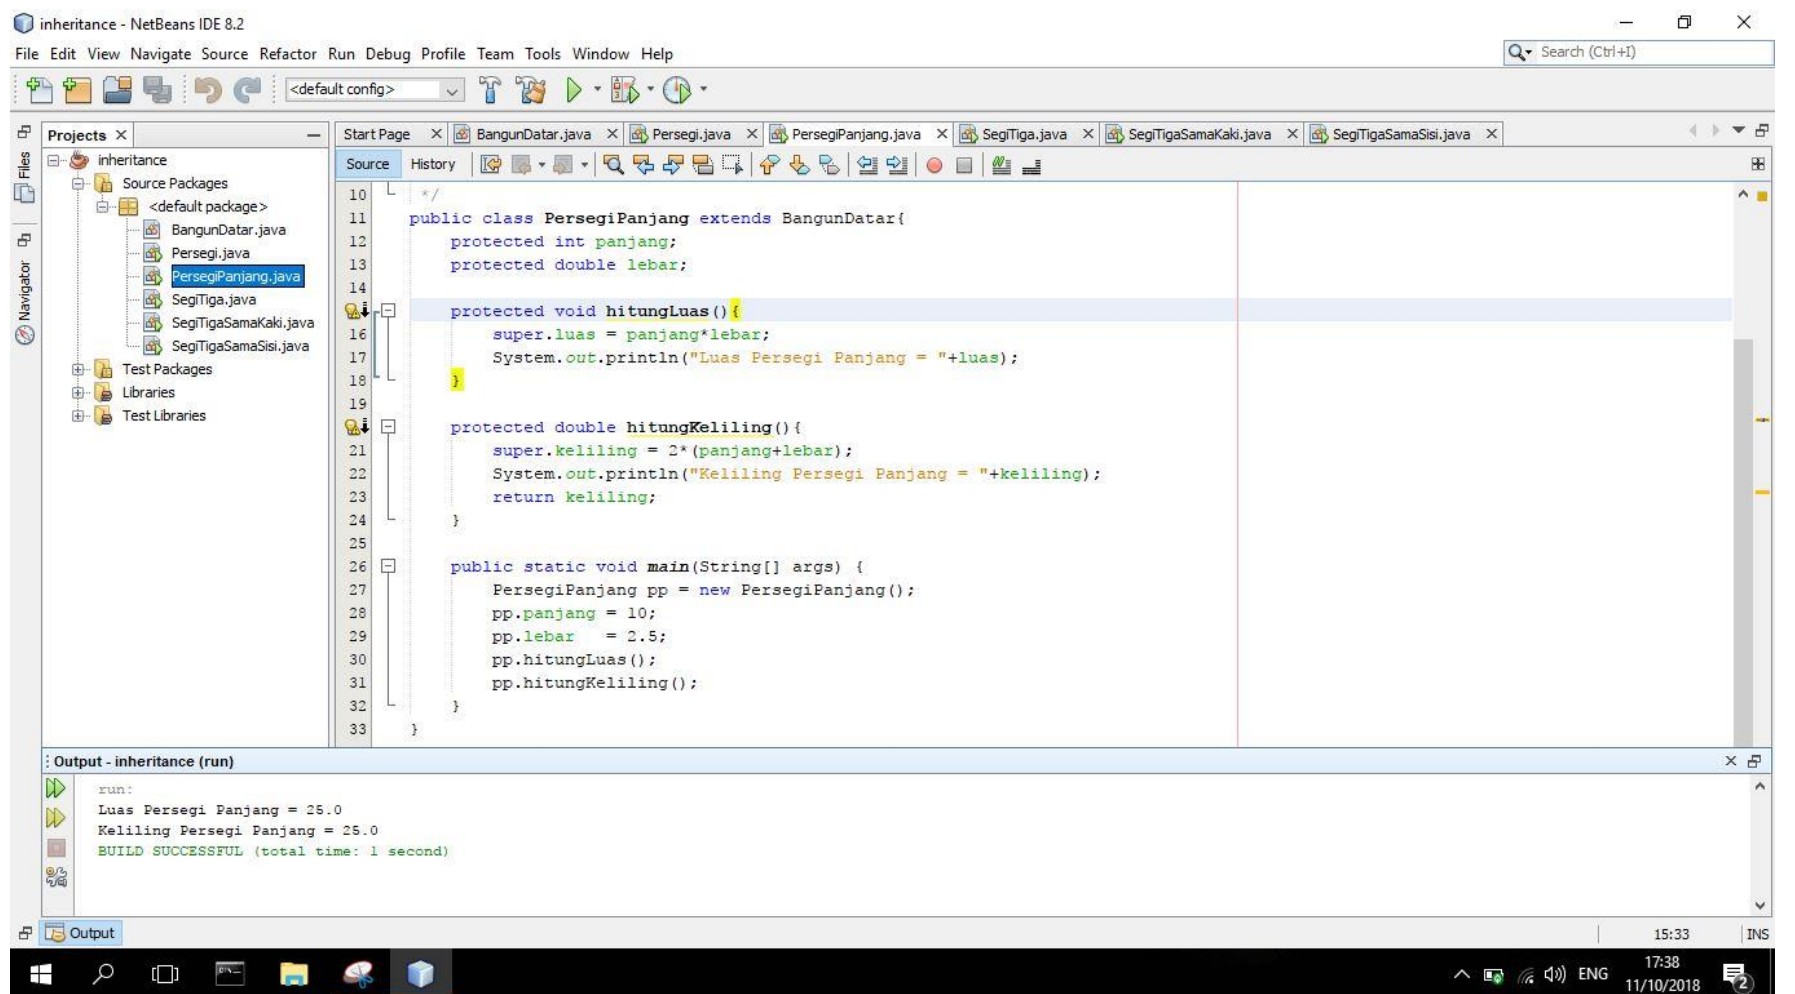 inheritance - NetBeans IDE 8.2
File Edit View Navigate Source Refactor Run Debug Profile Team Tools Window Help
Search (Ctrl+I)
<default config>
Projects
Start Page BangunDatar.java Persegi.java PersegiPanjang.java SegiTiga.java SegiTigaSamaKaki.java SegiTigaSamaSisi.java
Files
Navigator
inheritance
Source Packages
<default package>
BangunDatar.java
Persegi.java
PersegiPanjang.java
SegiTiga.java
SegiTigaSamaKaki.java
SegiTigaSamaSisi.java
Test Packages
Libraries
Test Libraries
Source History
10 */
11 public class PersegiPanjang extends BangunDatar{
12 protected int panjang;
13 protected double lebar;
14
protected void hitungLuas(){
16 super.luas = panjang*lebar;
17 System.out.println("Luas Persegi Panjang = "+luas);
18 }
19
protected double hitungKeliling(){
21 super.keliling = 2*(panjang+lebar);
22 System.out.println("Keliling Persegi Panjang = "+keliling);
23 return keliling;
24 }
25
26 public static void main(String[] args) {
27 PersegiPanjang pp = new PersegiPanjang();
28 pp.panjang = 10;
29 pp.lebar   = 2.5;
30 pp.hitungLuas();
31 pp.hitungKeliling();
32 }
33 }
Output - inheritance (run)
run:
Luas Persegi Panjang = 25.0
Keliling Persegi Panjang = 25.0
BUILD SUCCESSFUL (total time: 1 second)
Output
15:33 INS
ENG
17:38
11/10/2018
2